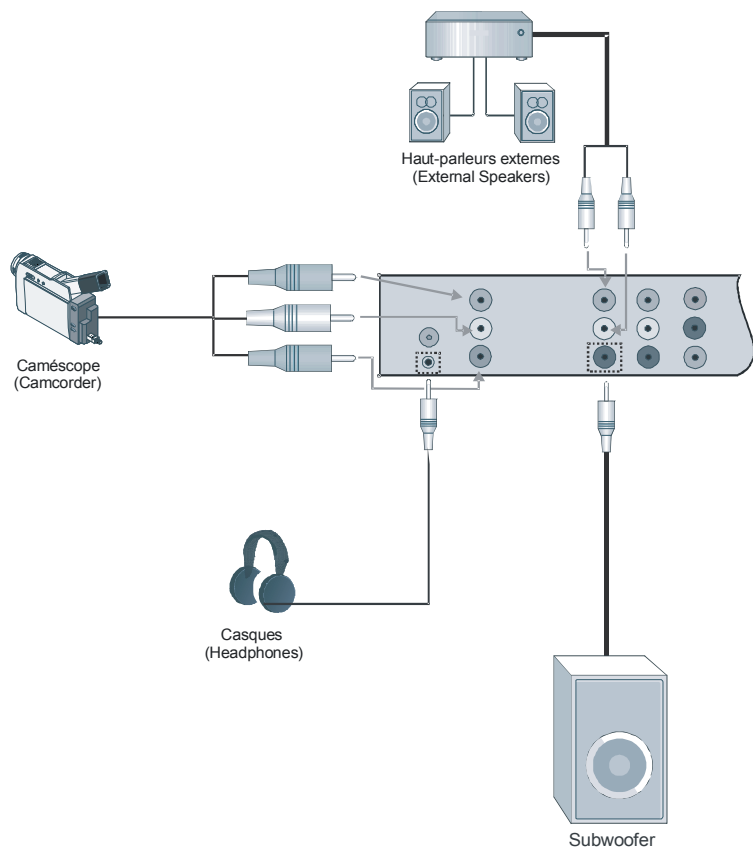 Haut-parleurs externes
(External Speakers)
Caméscope
(Camcorder)
Casques
(Headphones)
Subwoofer